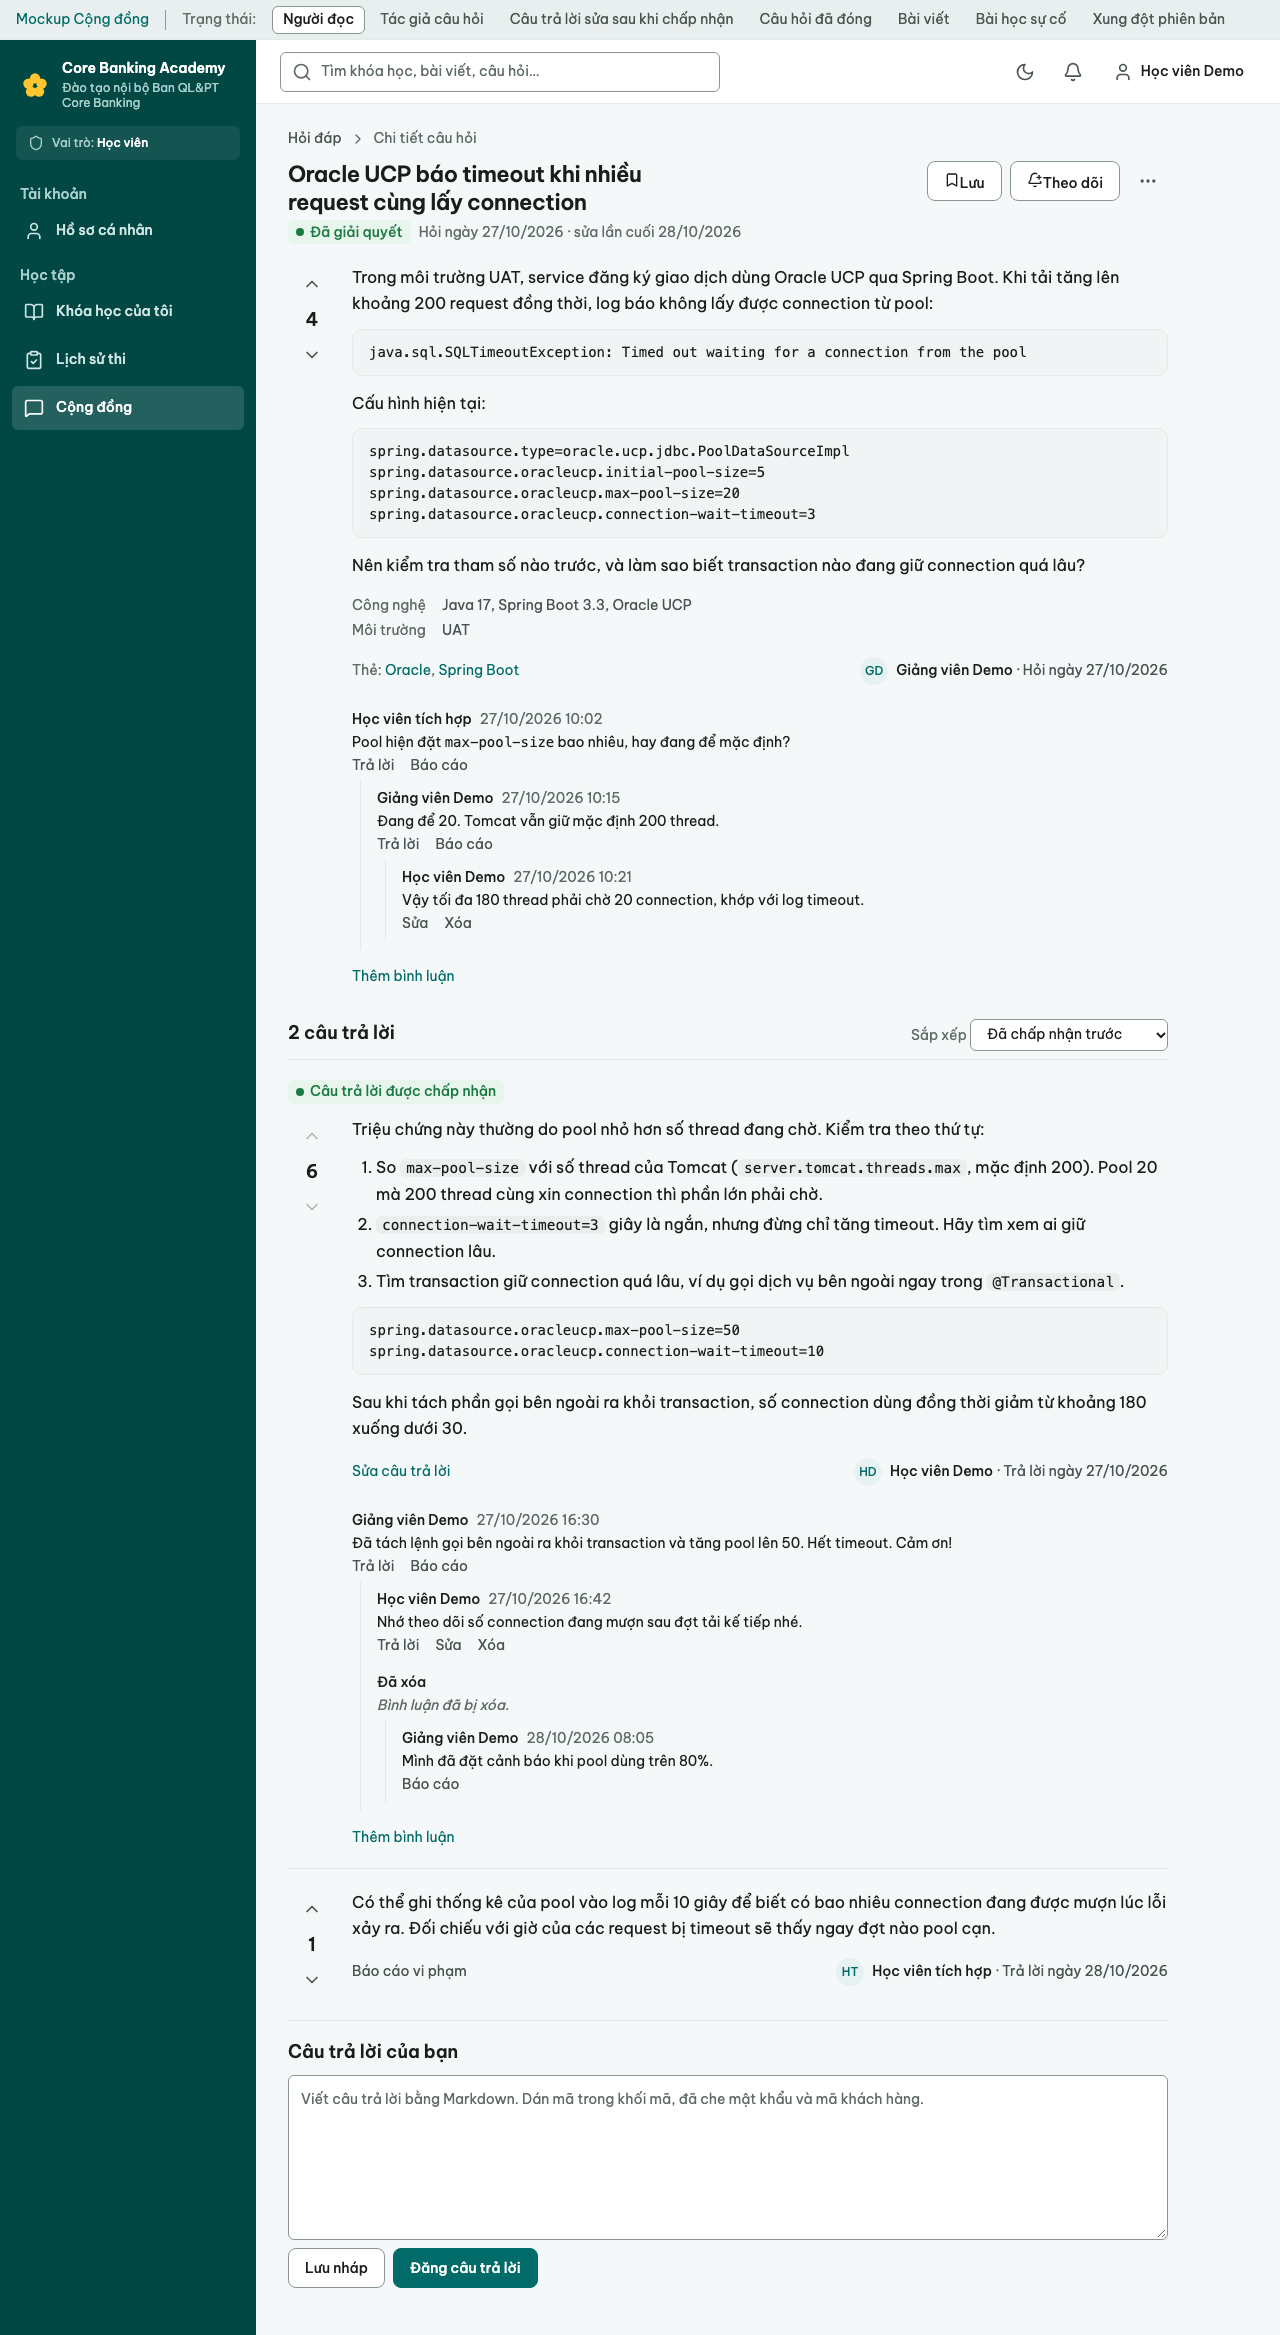 Mockup Cộng đồng
Trạng thái:
Người đọc
Tác giả câu hỏi
Câu trả lời sửa sau khi chấp nhận
Câu hỏi đã đóng
Bài viết
Bài học sự cố
Xung đột phiên bản
Core Banking Academy
Đào tạo nội bộ Ban QL&PT
Core Banking
Vai trò: Học viên
Tài khoản
Hồ sơ cá nhân
Học tập
Khóa học của tôi
Lịch sử thi
Cộng đồng
Tìm khóa học, bài viết, câu hỏi...
Học viên Demo
Hỏi đáp
Chi tiết câu hỏi
Oracle UCP báo timeout khi nhiều
request cùng lấy connection
Lưu
Theo dõi
Đã giải quyết
Hỏi ngày 27/10/2026 · sửa lần cuối 28/10/2026
4
Trong môi trường UAT, service đăng ký giao dịch dùng Oracle UCP qua Spring Boot. Khi tải tăng lên
khoảng 200 request đồng thời, log báo không lấy được connection từ pool:
java.sql.SQLTimeoutException: Timed out waiting for a connection from the pool
Cấu hình hiện tại:
spring.datasource.type=oracle.ucp.jdbc.PoolDataSourceImpl
spring.datasource.oracleucp.initial-pool-size=5
spring.datasource.oracleucp.max-pool-size=20
spring.datasource.oracleucp.connection-wait-timeout=3
Nên kiểm tra tham số nào trước, và làm sao biết transaction nào đang giữ connection quá lâu?
Công nghệ Java 17, Spring Boot 3.3, Oracle UCP
Môi trường UAT
Thẻ: Oracle, Spring Boot
GD Giảng viên Demo · Hỏi ngày 27/10/2026
Học viên tích hợp 27/10/2026 10:02
Pool hiện đặt max-pool-size bao nhiêu, hay đang để mặc định?
Trả lời Báo cáo
Giảng viên Demo 27/10/2026 10:15
Đang để 20. Tomcat vẫn giữ mặc định 200 thread.
Trả lời Báo cáo
Học viên Demo 27/10/2026 10:21
Vậy tối đa 180 thread phải chờ 20 connection, khớp với log timeout.
Sửa Xóa
Thêm bình luận
2 câu trả lời
Sắp xếp
Đã chấp nhận trước
Câu trả lời được chấp nhận
6
Triệu chứng này thường do pool nhỏ hơn số thread đang chờ. Kiểm tra theo thứ tự:
1. So max-pool-size với số thread của Tomcat (server.tomcat.threads.max, mặc định 200). Pool 20
mà 200 thread cùng xin connection thì phần lớn phải chờ.
2. connection-wait-timeout=3 giây là ngắn, nhưng đừng chỉ tăng timeout. Hãy tìm xem ai giữ
connection lâu.
3. Tìm transaction giữ connection quá lâu, ví dụ gọi dịch vụ bên ngoài ngay trong @Transactional.
spring.datasource.oracleucp.max-pool-size=50
spring.datasource.oracleucp.connection-wait-timeout=10
Sau khi tách phần gọi bên ngoài ra khỏi transaction, số connection dùng đồng thời giảm từ khoảng 180
xuống dưới 30.
Sửa câu trả lời
HD Học viên Demo · Trả lời ngày 27/10/2026
Giảng viên Demo 27/10/2026 16:30
Đã tách lệnh gọi bên ngoài ra khỏi transaction và tăng pool lên 50. Hết timeout. Cảm ơn!
Trả lời Báo cáo
Học viên Demo 27/10/2026 16:42
Nhớ theo dõi số connection đang mượn sau đợt tải kế tiếp nhé.
Trả lời Sửa Xóa
Đã xóa
Bình luận đã bị xóa.
Giảng viên Demo 28/10/2026 08:05
Mình đã đặt cảnh báo khi pool dùng trên 80%.
Báo cáo
Thêm bình luận
1
Có thể ghi thống kê của pool vào log mỗi 10 giây để biết có bao nhiêu connection đang được mượn lúc lỗi
xảy ra. Đối chiếu với giờ của các request bị timeout sẽ thấy ngay đợt nào pool cạn.
Báo cáo vi phạm
HT Học viên tích hợp · Trả lời ngày 28/10/2026
Câu trả lời của bạn
Viết câu trả lời bằng Markdown. Dán mã trong khối mã, đã che mật khẩu và mã khách hàng.
Lưu nháp
Đăng câu trả lời